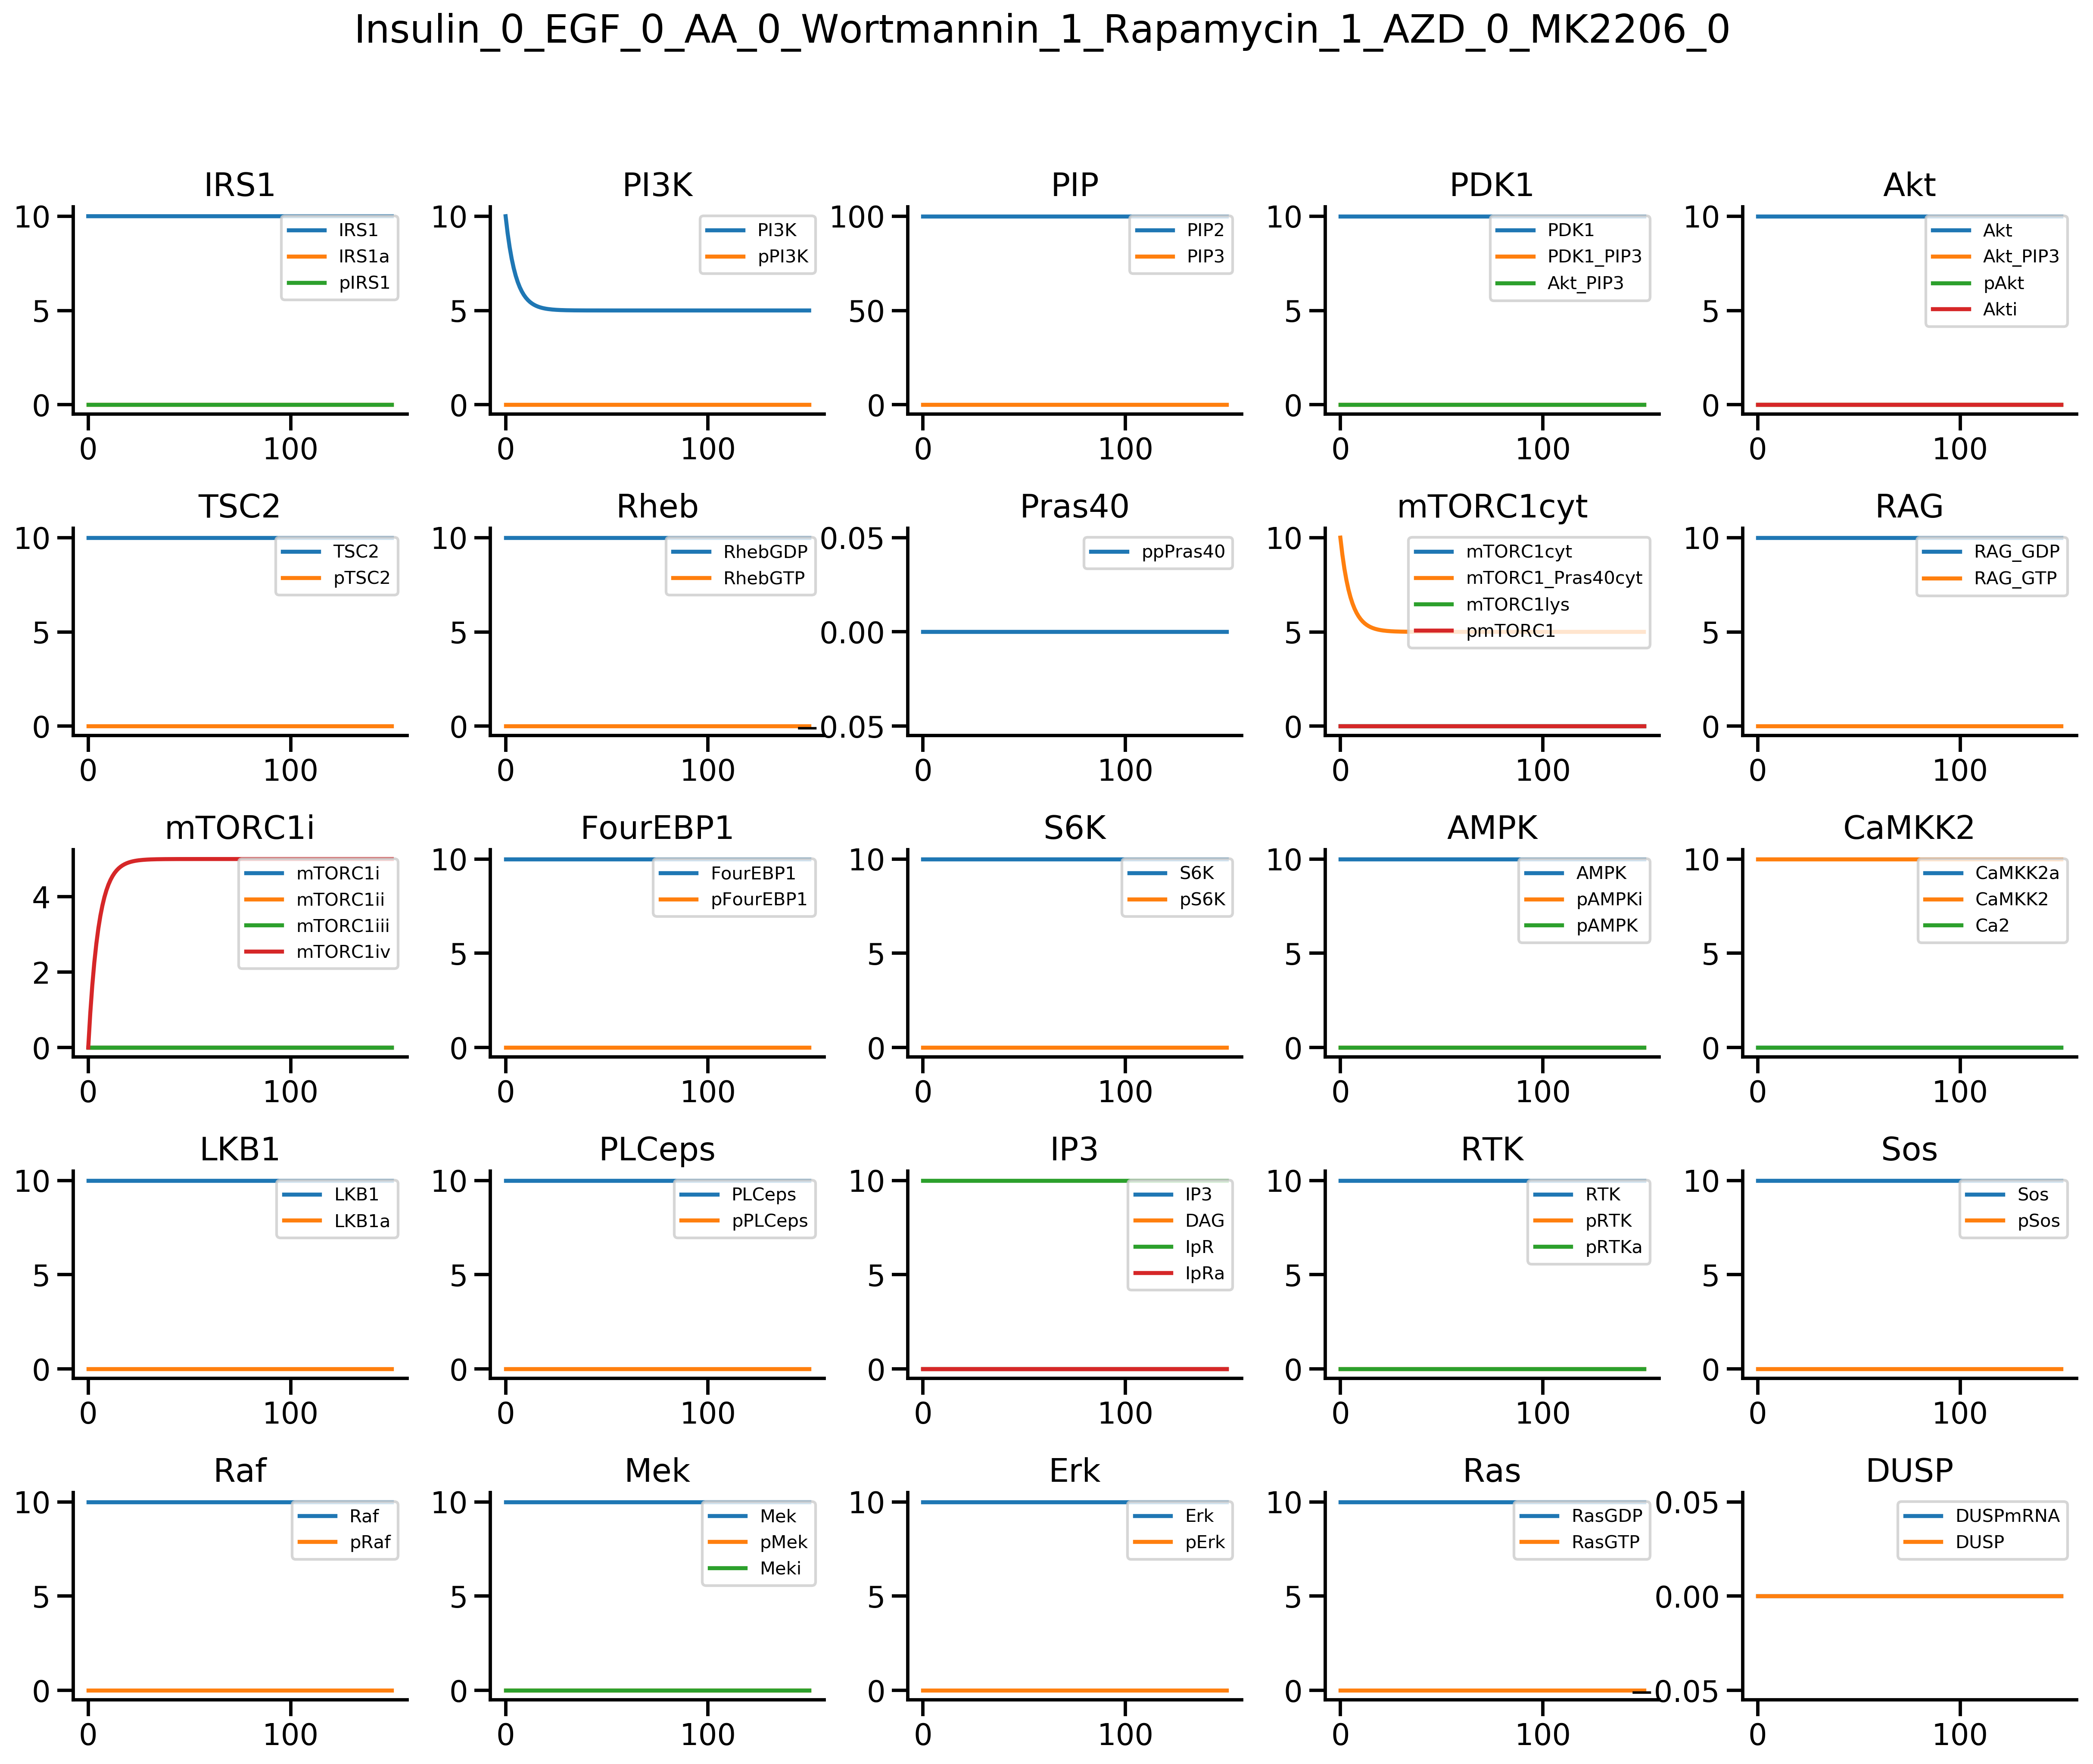 Insulin_0_EGF_0_AA_0_Wortmannin_1_Rapamycin_1_AZD_0_MK2206_0
IRS1
10
5
0
0
100
IRS1
IRS1a
pIRS1
PI3K
10
5
0
0
100
PI3K
pPI3K
PIP
100
50
0
0
100
PIP2
PIP3
PDK1
10
5
0
0
100
PDK1
PDK1_PIP3
Akt_PIP3
Akt
10
5
0
0
100
Akt
Akt_PIP3
pAkt
Akti
TSC2
10
5
0
0
100
TSC2
pTSC2
Rheb
10
5
0
0
100
RhebGDP
RhebGTP
Pras40
0.05
0.00
−0.05
0
100
ppPras40
mTORC1cyt
10
5
0
0
100
mTORC1cyt
mTORC1_Pras40cyt
mTORC1lys
pmTORC1
RAG
10
5
0
0
100
RAG_GDP
RAG_GTP
mTORC1i
4
2
0
0
100
mTORC1i
mTORC1ii
mTORC1iii
mTORC1iv
FourEBP1
10
5
0
0
100
FourEBP1
pFourEBP1
S6K
10
5
0
0
100
S6K
pS6K
AMPK
10
5
0
0
100
AMPK
pAMPKi
pAMPK
CaMKK2
10
5
0
0
100
CaMKK2a
CaMKK2
Ca2
LKB1
10
5
0
0
100
LKB1
LKB1a
PLCeps
10
5
0
0
100
PLCeps
pPLCeps
IP3
10
5
0
0
100
IP3
DAG
IpR
IpRa
RTK
10
5
0
0
100
RTK
pRTK
pRTKa
Sos
10
5
0
0
100
Sos
pSos
Raf
10
5
0
0
100
Raf
pRaf
Mek
10
5
0
0
100
Mek
pMek
Meki
Erk
10
5
0
0
100
Erk
pErk
Ras
10
5
0
0
100
RasGDP
RasGTP
DUSP
0.05
0.00
−0.05
0
100
DUSPmRNA
DUSP